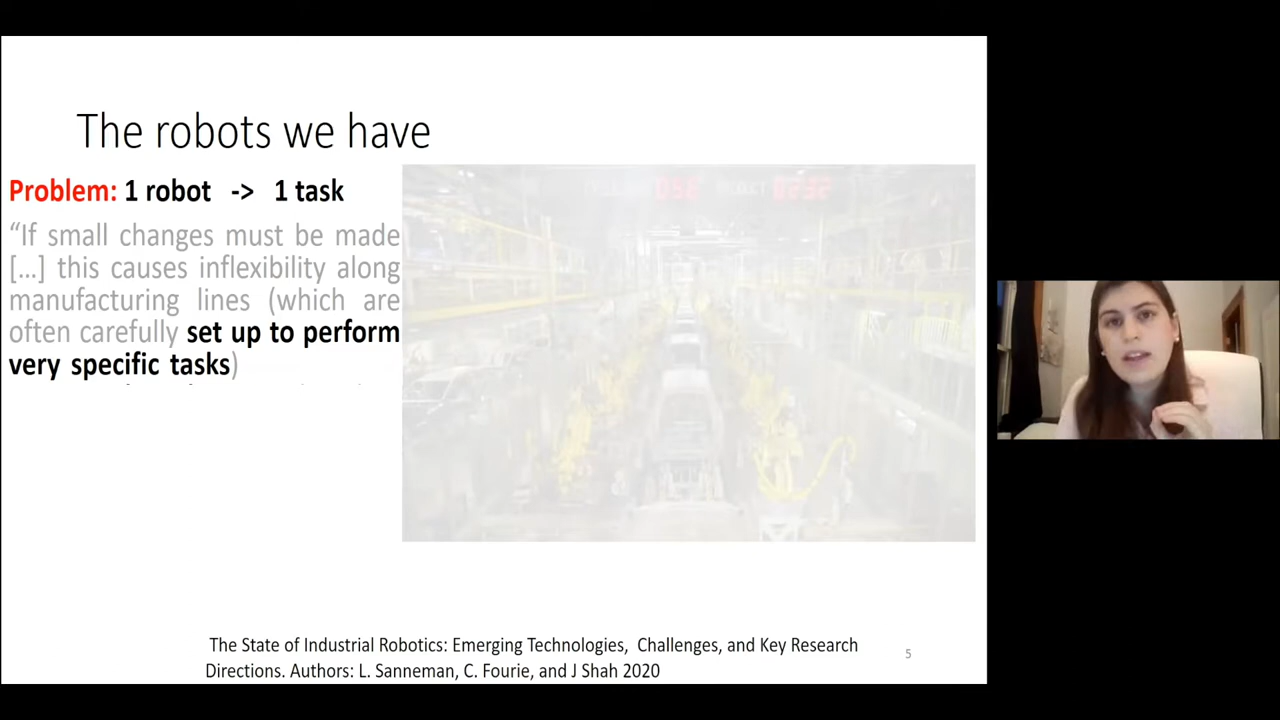 The robots we have
Problem: 1 robot -> 1 task
“If small changes must be made
[...] this causes inflexibility along
manufacturing lines (which are
often carefully set up to perform
very specific tasks)
The State of Industrial Robotics: Emerging Technologies, Challenges, and Key Research
Directions. Authors: L. Sanneman, C. Fourie, and J Shah 2020
5